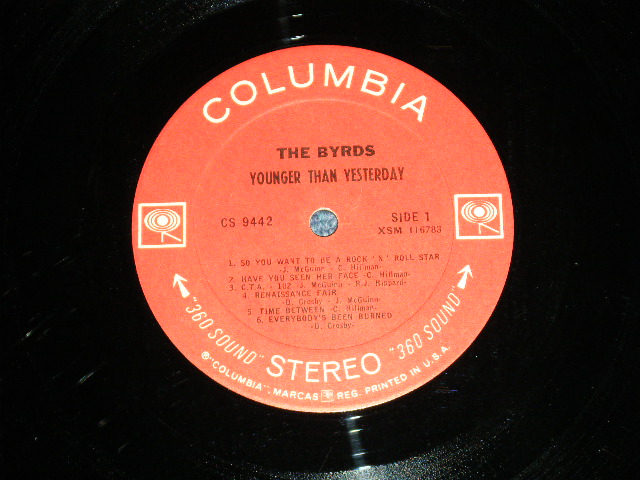 COLUMBIA
THE BYRDS
YOUNGER THAN YESTERDAY
CS 9442
SIDE 1
XSM 116783
1. SO YOU WANT TO BE A ROCK 'N' ROLL STAR
-J. McGuinn - C. Hillman-
2. HAVE YOU SEEN HER FACE -C. Hillman-
3. C.T.A. - 102 -J. McGuinn - R.J. Hippard-
4. RENAISSANCE FAIR
-D. Crosby - J. McGuinn-
5. TIME BETWEEN -C. Hillman-
6. EVERYBODY'S BEEN BURNED
-D. Crosby-
"360 SOUND" STEREO "360 SOUND"
® "COLUMBIA", MARCAS REG. PRINTED IN U.S.A.